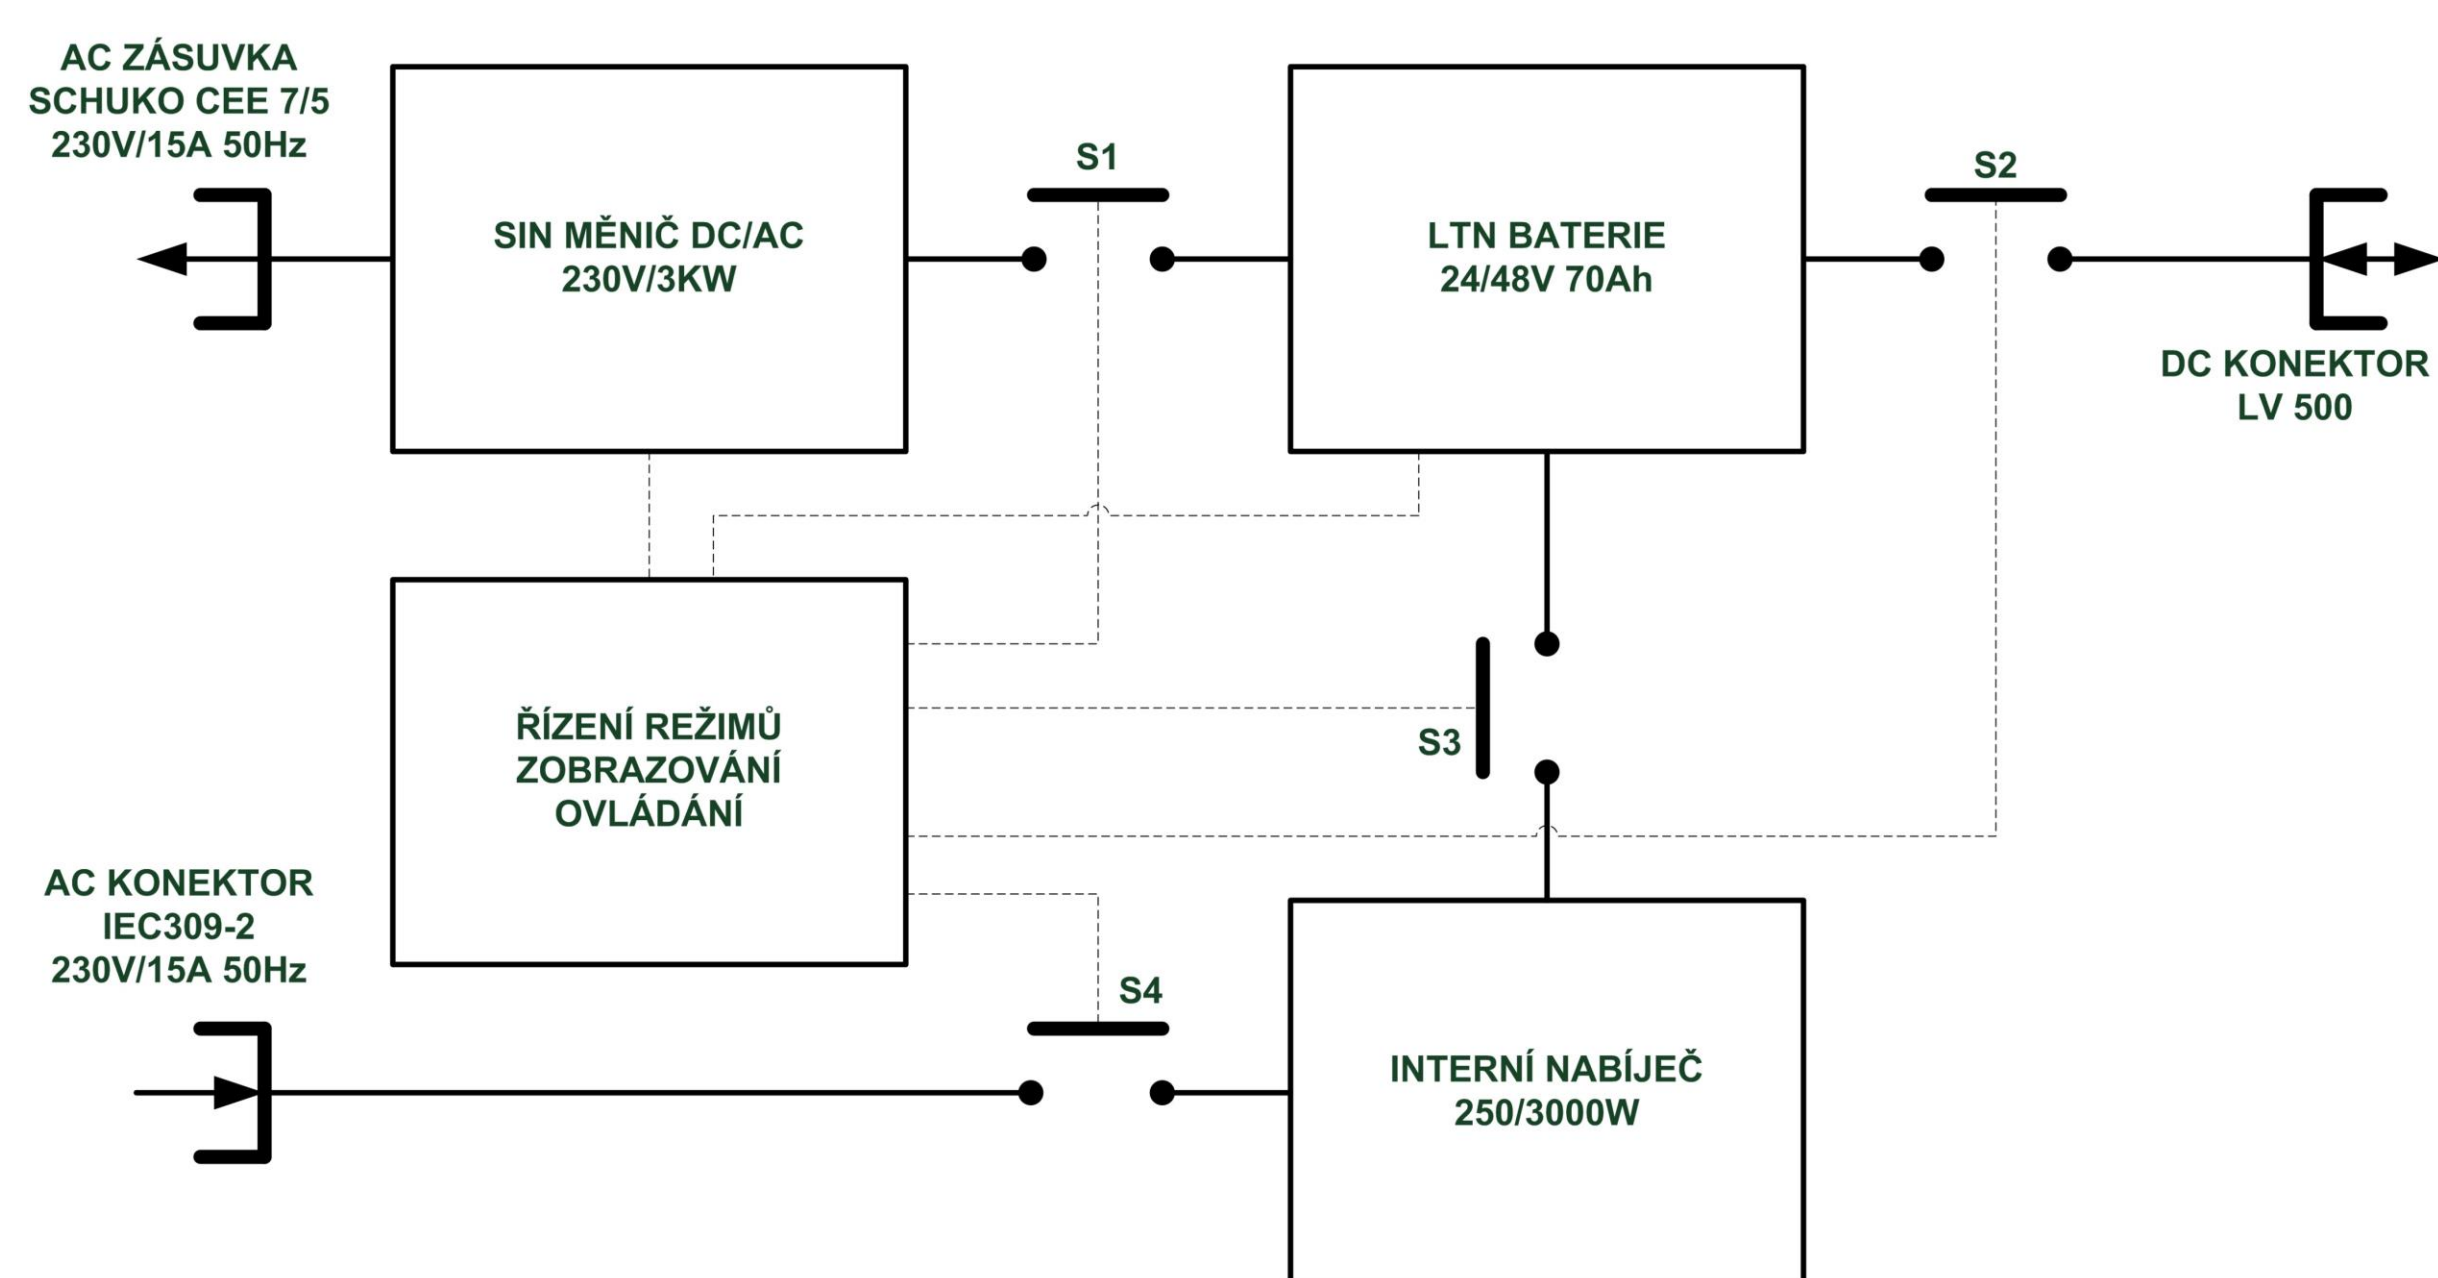 AC ZÁSUVKA
SCHUKO CEE 7/5
230V/15A 50Hz
SIN MĚNIČ DC/AC
230V/3KW
S1
LTN BATERIE
24/48V 70Ah
S2
DC KONEKTOR
LV 500
ŘÍZENÍ REŽIMŮ
ZOBRAZOVÁNÍ
OVLÁDÁNÍ
S3
AC KONEKTOR
IEC309-2
230V/15A 50Hz
S4
INTERNÍ NABÍJEČ
250/3000W